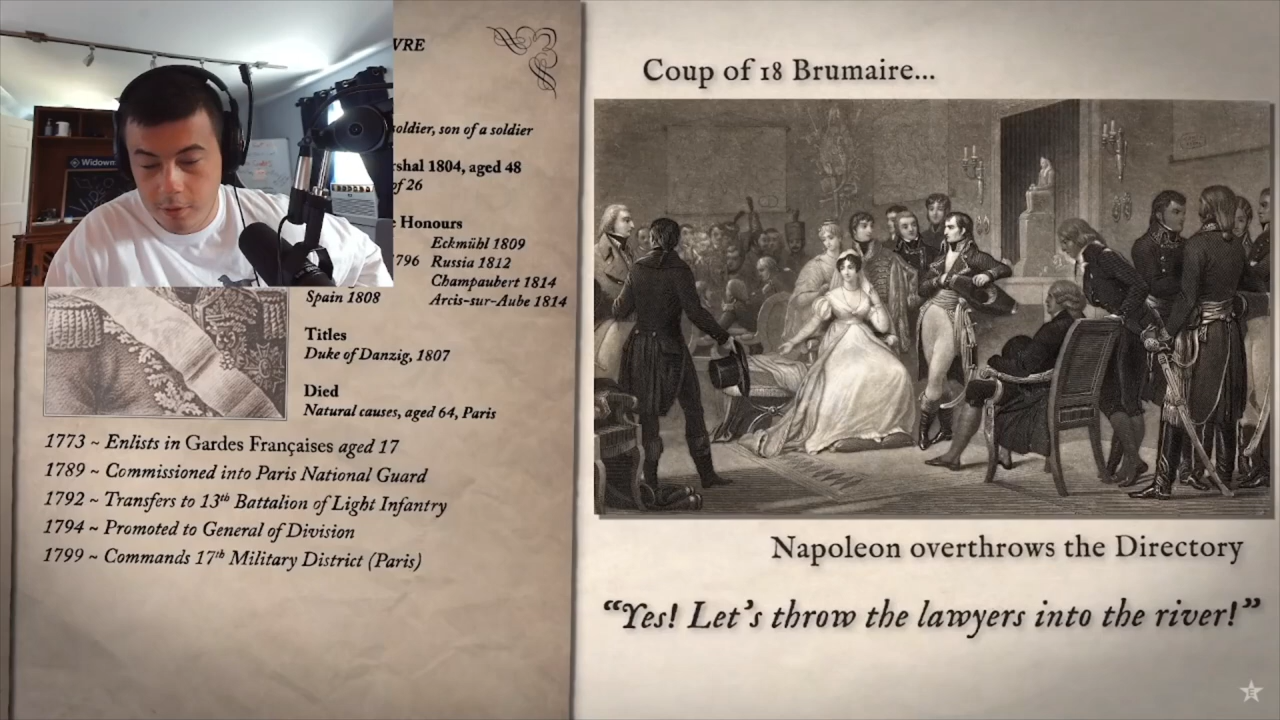 VRE
soldier, son of a soldier
rshal 1804, aged 48
of 26
e Honours
Eckmühl 1809
796 Russia 1812
Champaubert 1814
Spain 1808 Arcis-sur-Aube 1814
Titles
Duke of Danzig, 1807
Died
Natural causes, aged 64, Paris
1773 ~ Enlists in Gardes Françaises aged 17
1789 ~ Commissioned into Paris National Guard
1792 ~ Transfers to 13th Battalion of Light Infantry
1794 ~ Promoted to General of Division
1799 ~ Commands 17th Military District (Paris)
Widown
Coup of 18 Brumaire...
Napoleon overthrows the Directory
“Yes! Let’s throw the lawyers into the river!”
E